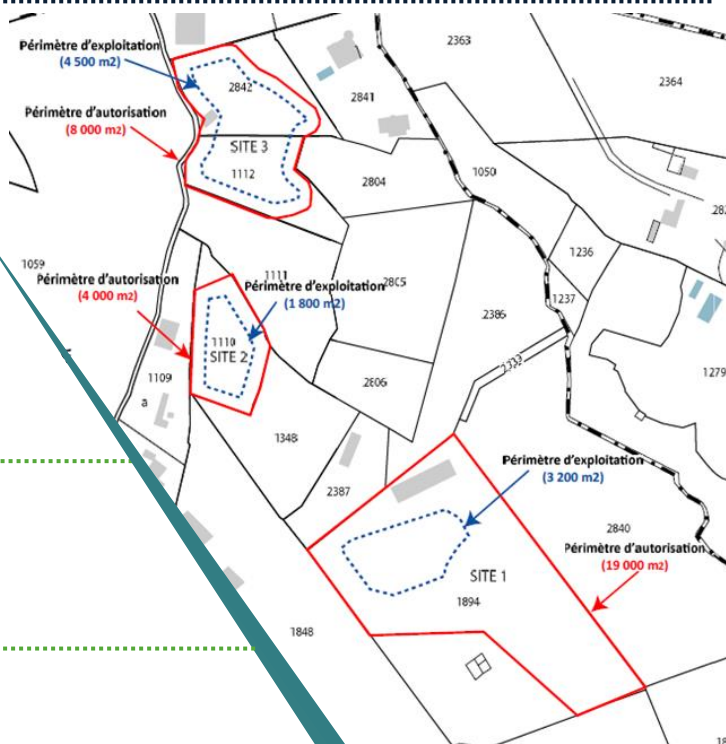 2363
Périmètre d'exploitation
(4 500 m2)
2364
2842
2841
Périmètre d'autorisation
(8 000 m2)
SITE 3
1112
2804
1050
1236
1059
1111
Périmètre d'autorisation
(4 000 m2)
Périmètre d'exploitation
(1 800 m2)
2805
1237
2386
1110
SITE 2
1109
a
2806
1279
1348
2387
Périmètre d'exploitation
(3 200 m2)
2840
Périmètre d'autorisation
(19 000 m2)
SITE 1
1894
1848